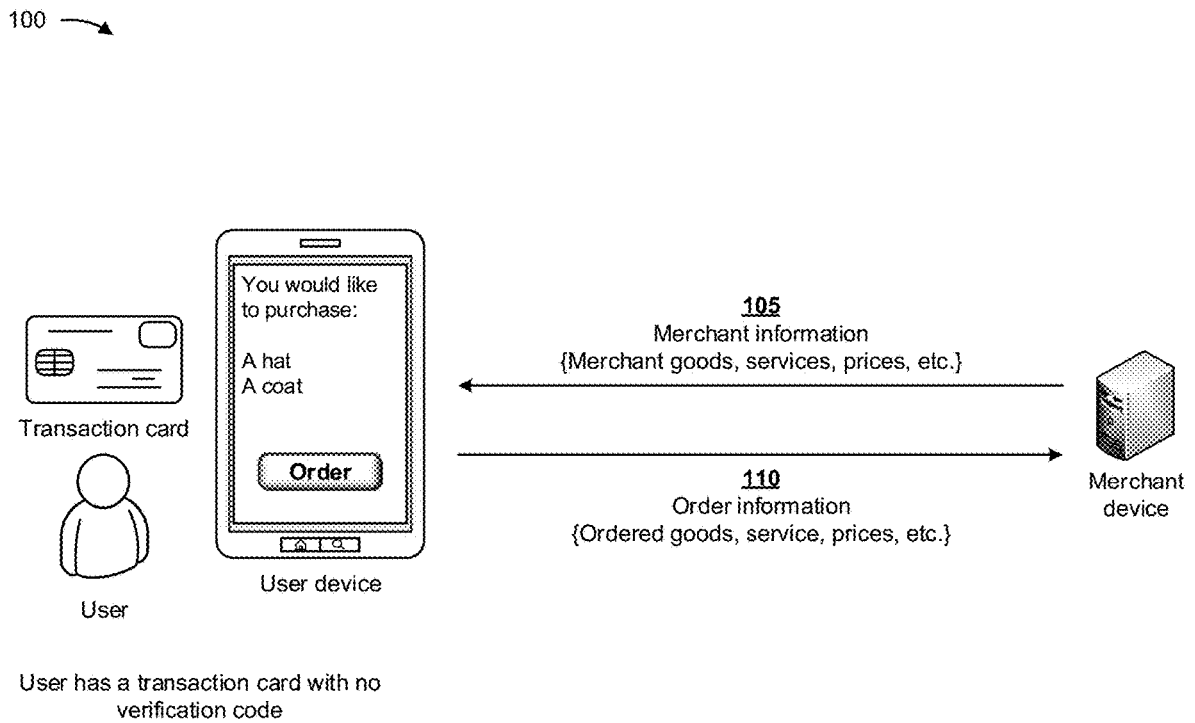 100
You would like
to purchase:
A hat
A coat
Order
Transaction card
User
User device
105
Merchant information
{Merchant goods, services, prices, etc.}
110
Order information
{Ordered goods, service, prices, etc.}
Merchant
device
User has a transaction card with no
verification code